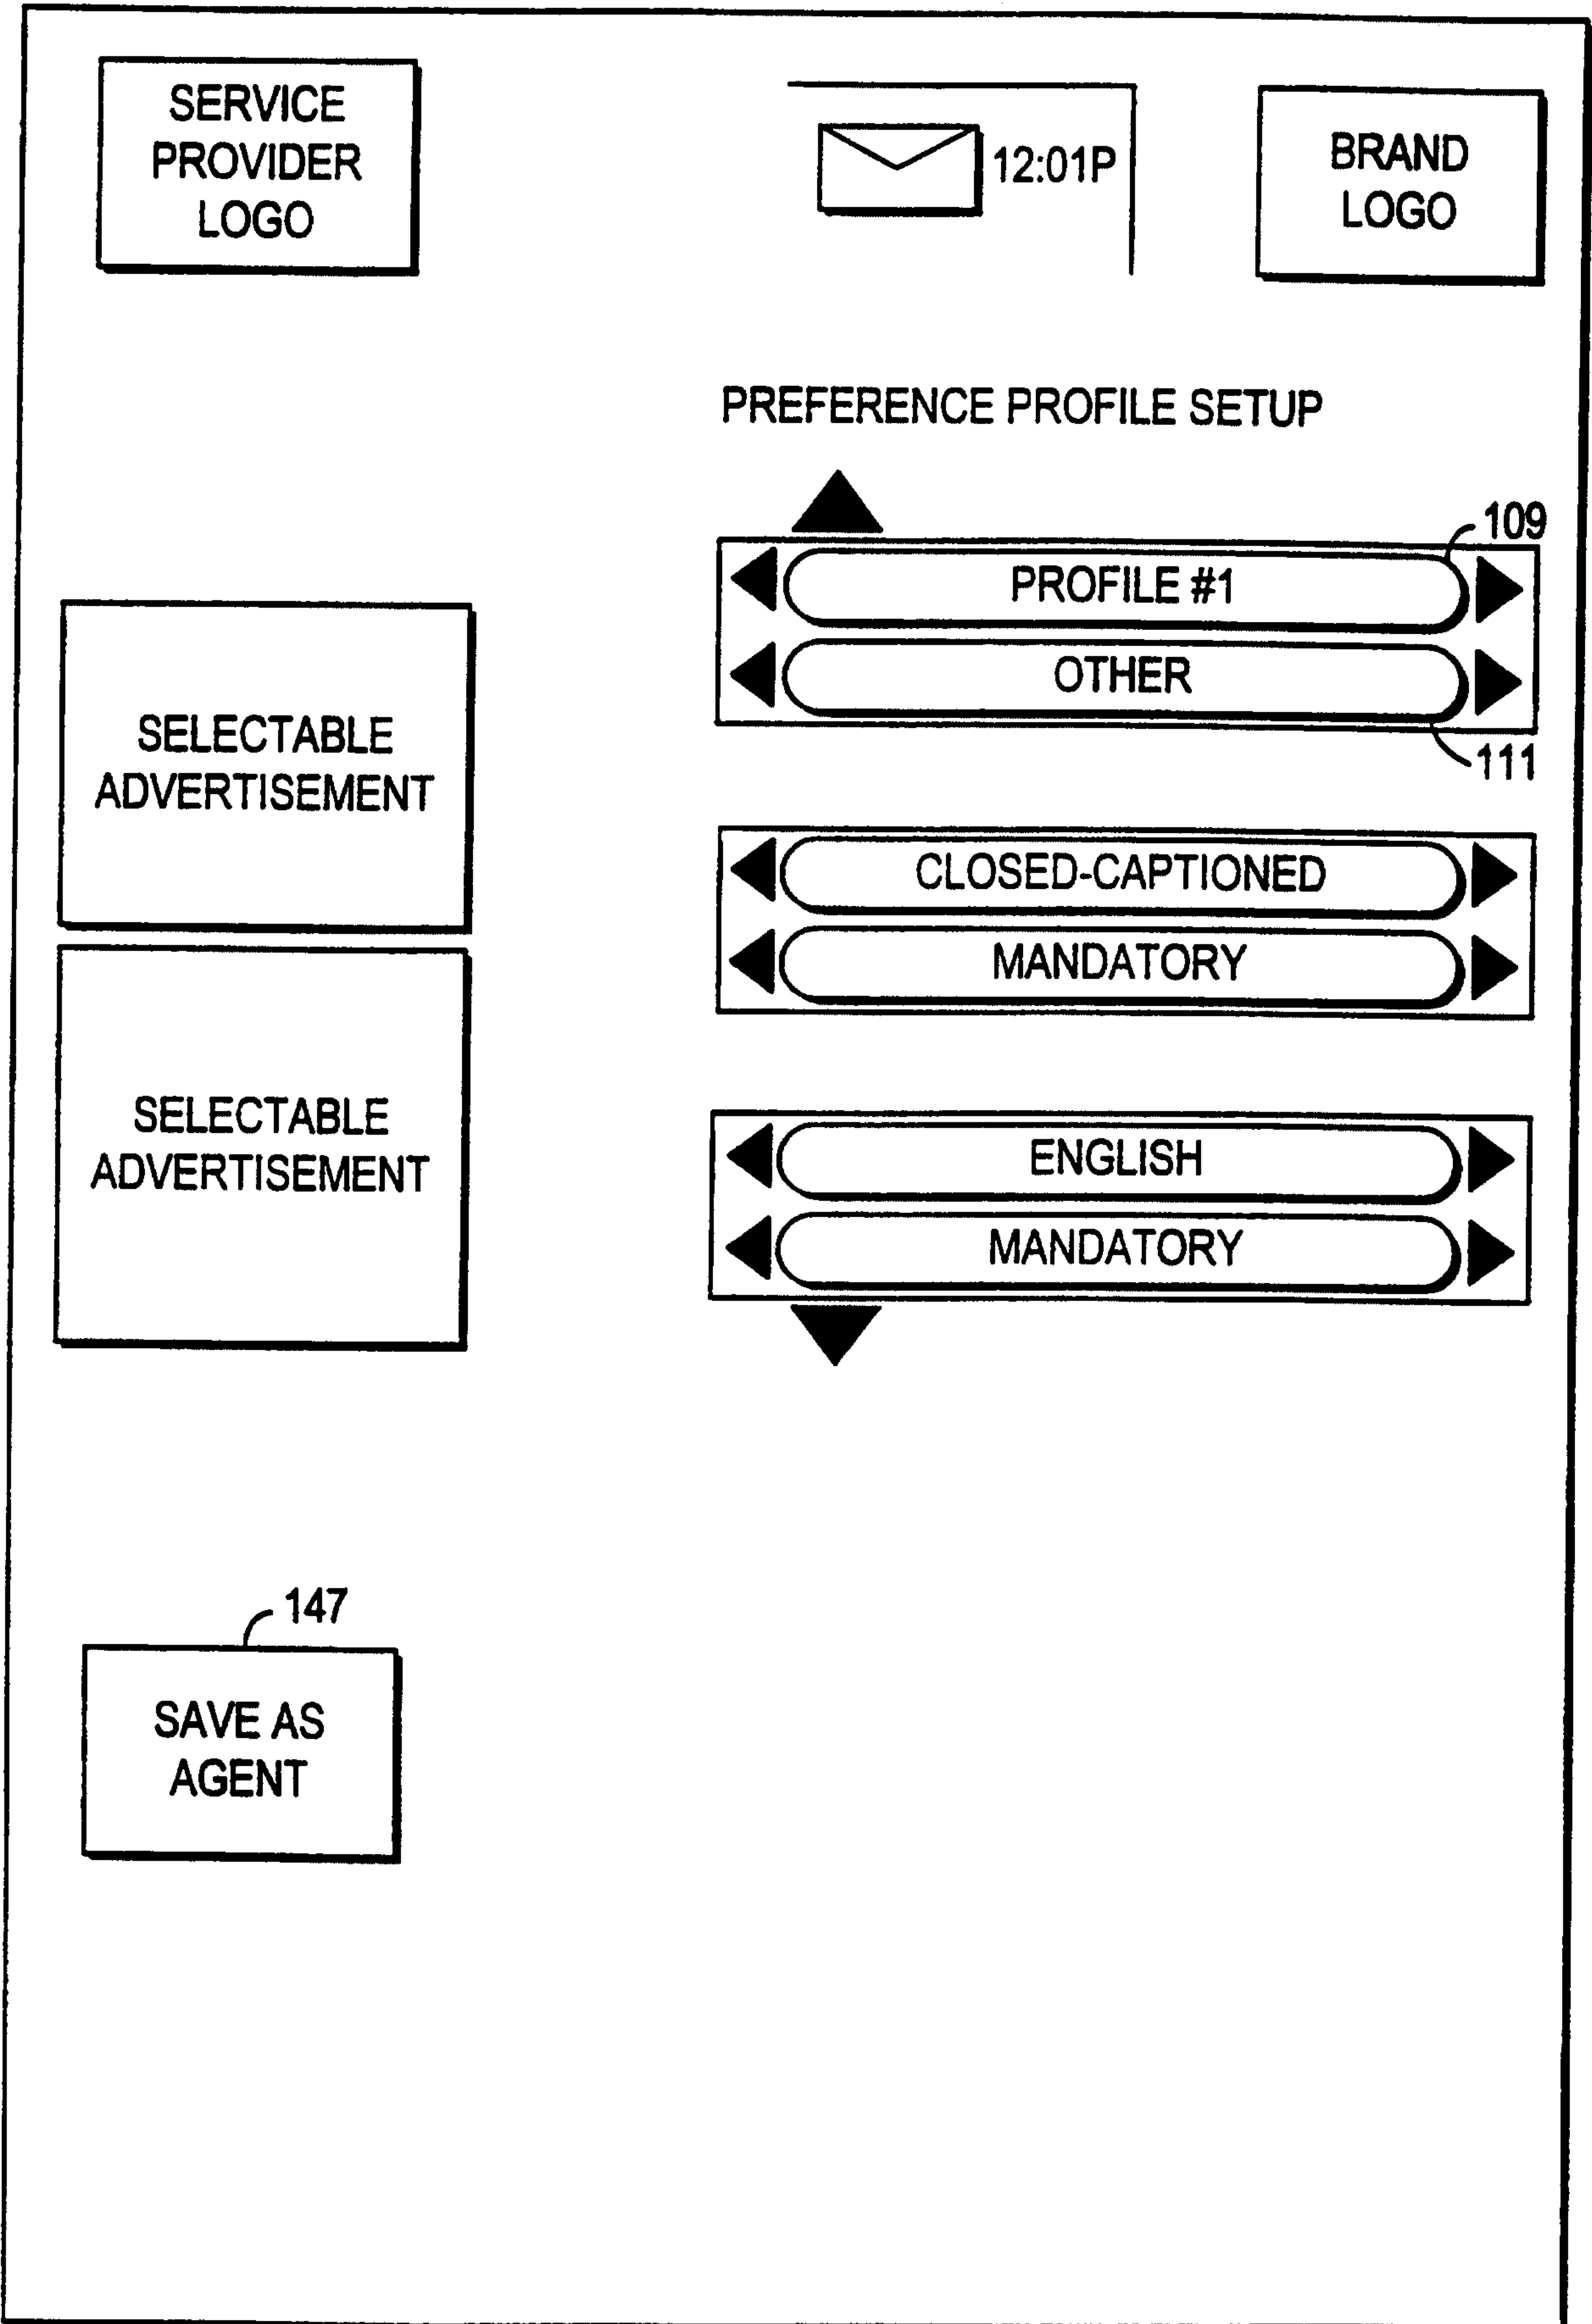 SERVICE
PROVIDER
LOGO
12:01P
BRAND
LOGO
PREFERENCE PROFILE SETUP
109
PROFILE #1
OTHER
111
SELECTABLE
ADVERTISEMENT
CLOSED-CAPTIONED
MANDATORY
SELECTABLE
ADVERTISEMENT
ENGLISH
MANDATORY
147
SAVE AS
AGENT